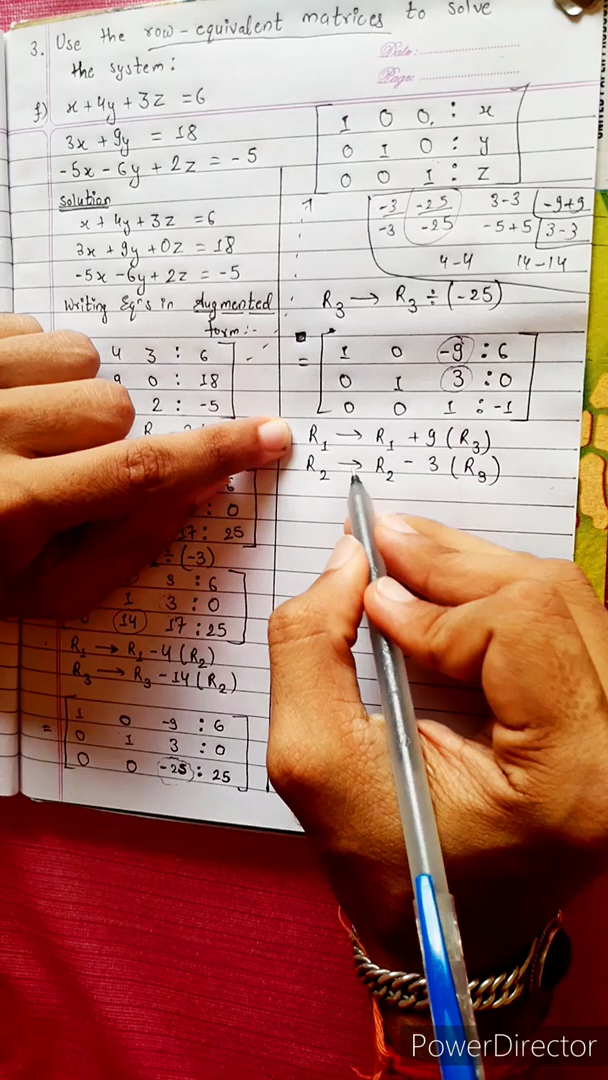 3. Use the row-equivalent matrices to solve
the system:
Date:
Page:
f) x + 4y + 3z = 6
3x + 9y = 18
-5x - 6y + 2z = -5
Solution
x + 4y + 3z = 6
3x + 9y + 0z = 18
-5x - 6y + 2z = -5
Writing Eqns in Augmented
form:-
4 3 : 6
9 0 : 18
2 : -5
6
: 0
17 : 25
÷ (-3)
3 : 6
1 3 : 0
14 17 : 25
R1 → R1 - 4 (R2)
R3 → R3 - 14 (R2)
= 1 0 -9 : 6
0 1 3 : 0
0 0 -25 : 25
1 0 0 : x
0 1 0 : y
0 0 1 : z
-3 -25 3-3 -9+9
-3 -25 -5+5 3-3
4-4 14-14
R3 → R3 ÷ (-25)
= 1 0 -9 : 6
0 1 3 : 0
0 0 1 : -1
R1 → R1 + 9 (R3)
R2 → R2 - 3 (R3)
PowerDirector